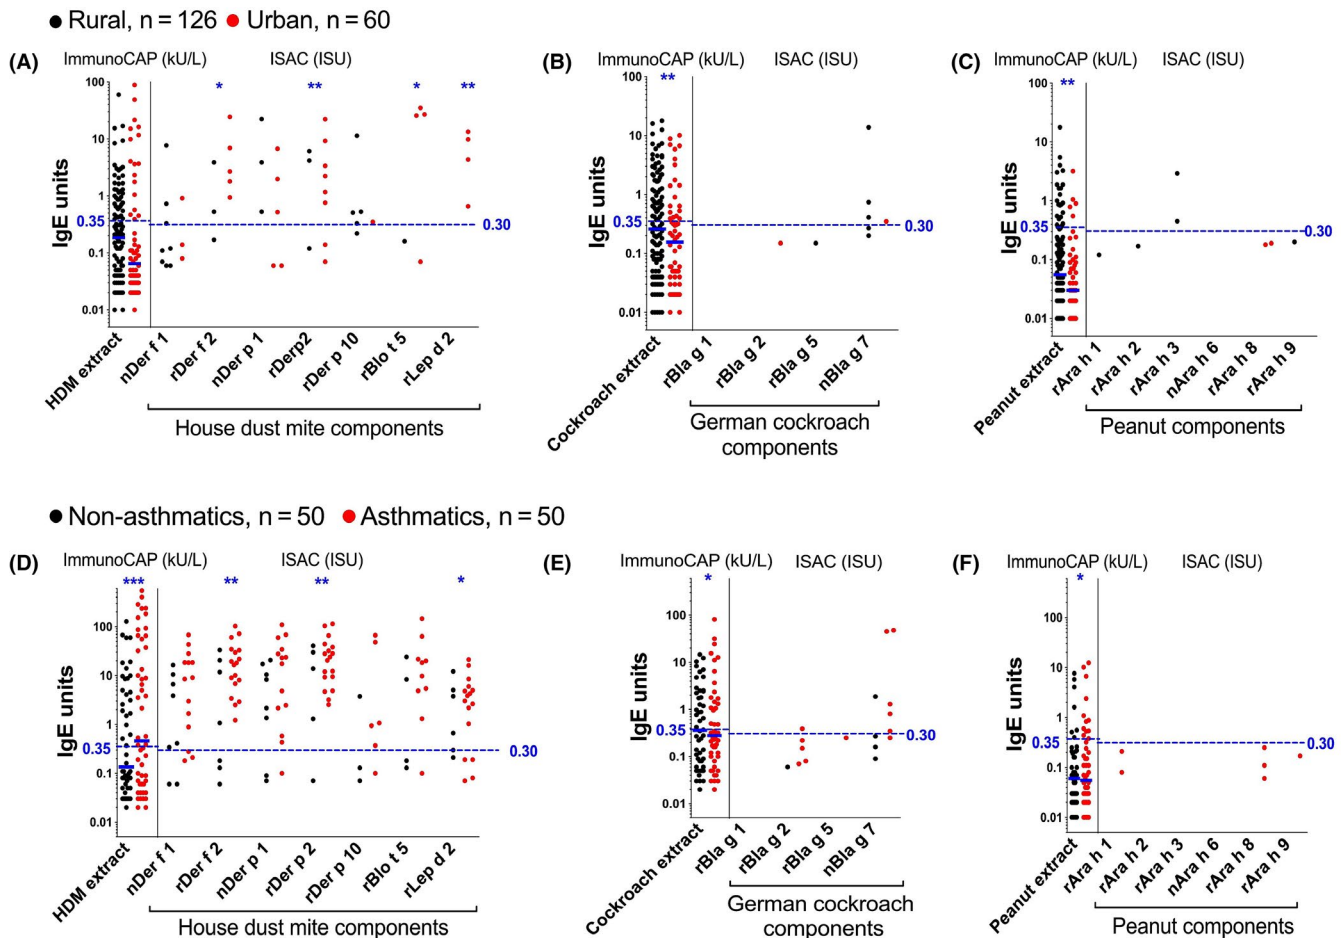 Rural, n = 126 Urban, n = 60
(A) ImmunoCAP (kU/L) ISAC (ISU)
* ** * **
IgE units
100
10
1
0.35
0.30
0.1
0.01
HDM extract
nDer f 1
rDer f 2
nDer p 1
rDerp2
rDer p 10
rBlo t 5
rLep d 2
House dust mite components
(B) ImmunoCAP (kU/L) ISAC (ISU)
**
IgE units
100
10
1
0.35
0.30
0.1
0.01
Cockroach extract
rBla g 1
rBla g 2
rBla g 5
nBla g 7
German cockroach
components
(C) ImmunoCAP (kU/L) ISAC (ISU)
**
IgE units
100
10
1
0.35
0.30
0.1
0.01
Peanut extract
rAra h 1
rAra h 2
rAra h 3
nAra h 6
rAra h 8
rAra h 9
Peanut components
Non-asthmatics, n = 50 Asthmatics, n = 50
(D) ImmunoCAP (kU/L) ISAC (ISU)
*** ** ** *
IgE units
100
10
1
0.35
0.30
0.1
0.01
HDM extract
nDer f 1
rDer f 2
nDer p 1
rDer p 2
rDer p 10
rBlo t 5
rLep d 2
House dust mite components
(E) ImmunoCAP (kU/L) ISAC (ISU)
*
IgE units
100
10
1
0.35
0.30
0.1
0.01
Cockroach extract
rBla g 1
rBla g 2
rBla g 5
nBla g 7
German cockroach
components
(F) ImmunoCAP (kU/L) ISAC (ISU)
*
IgE units
100
10
1
0.35
0.30
0.1
0.01
Peanut extract
rAra h 1
rAra h 2
rAra h 3
nAra h 6
rAra h 8
rAra h 9
Peanut components